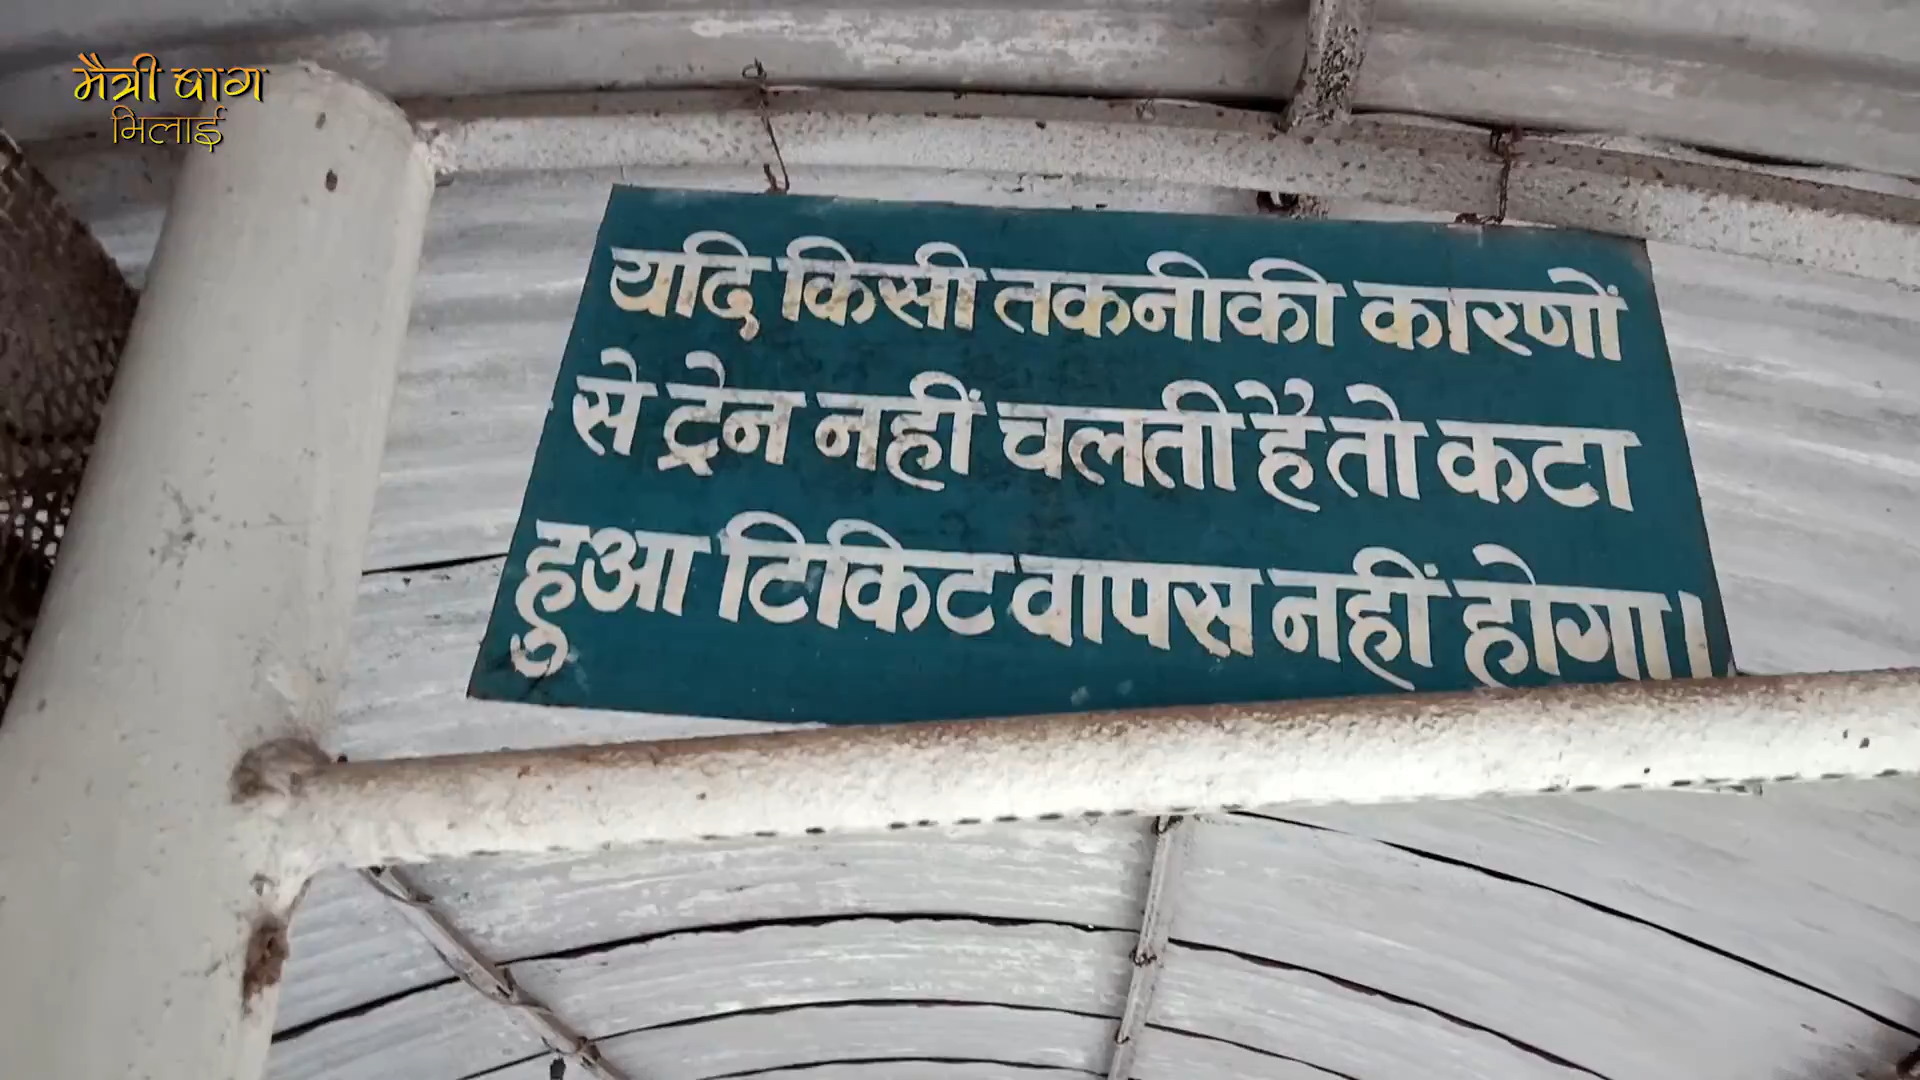 मैत्री बाग
भिलाई
यदि किसी तकनीकी कारणों
से ट्रेन नहीं चलती है तो कटा
हुआ टिकिट वापस नहीं होगा।